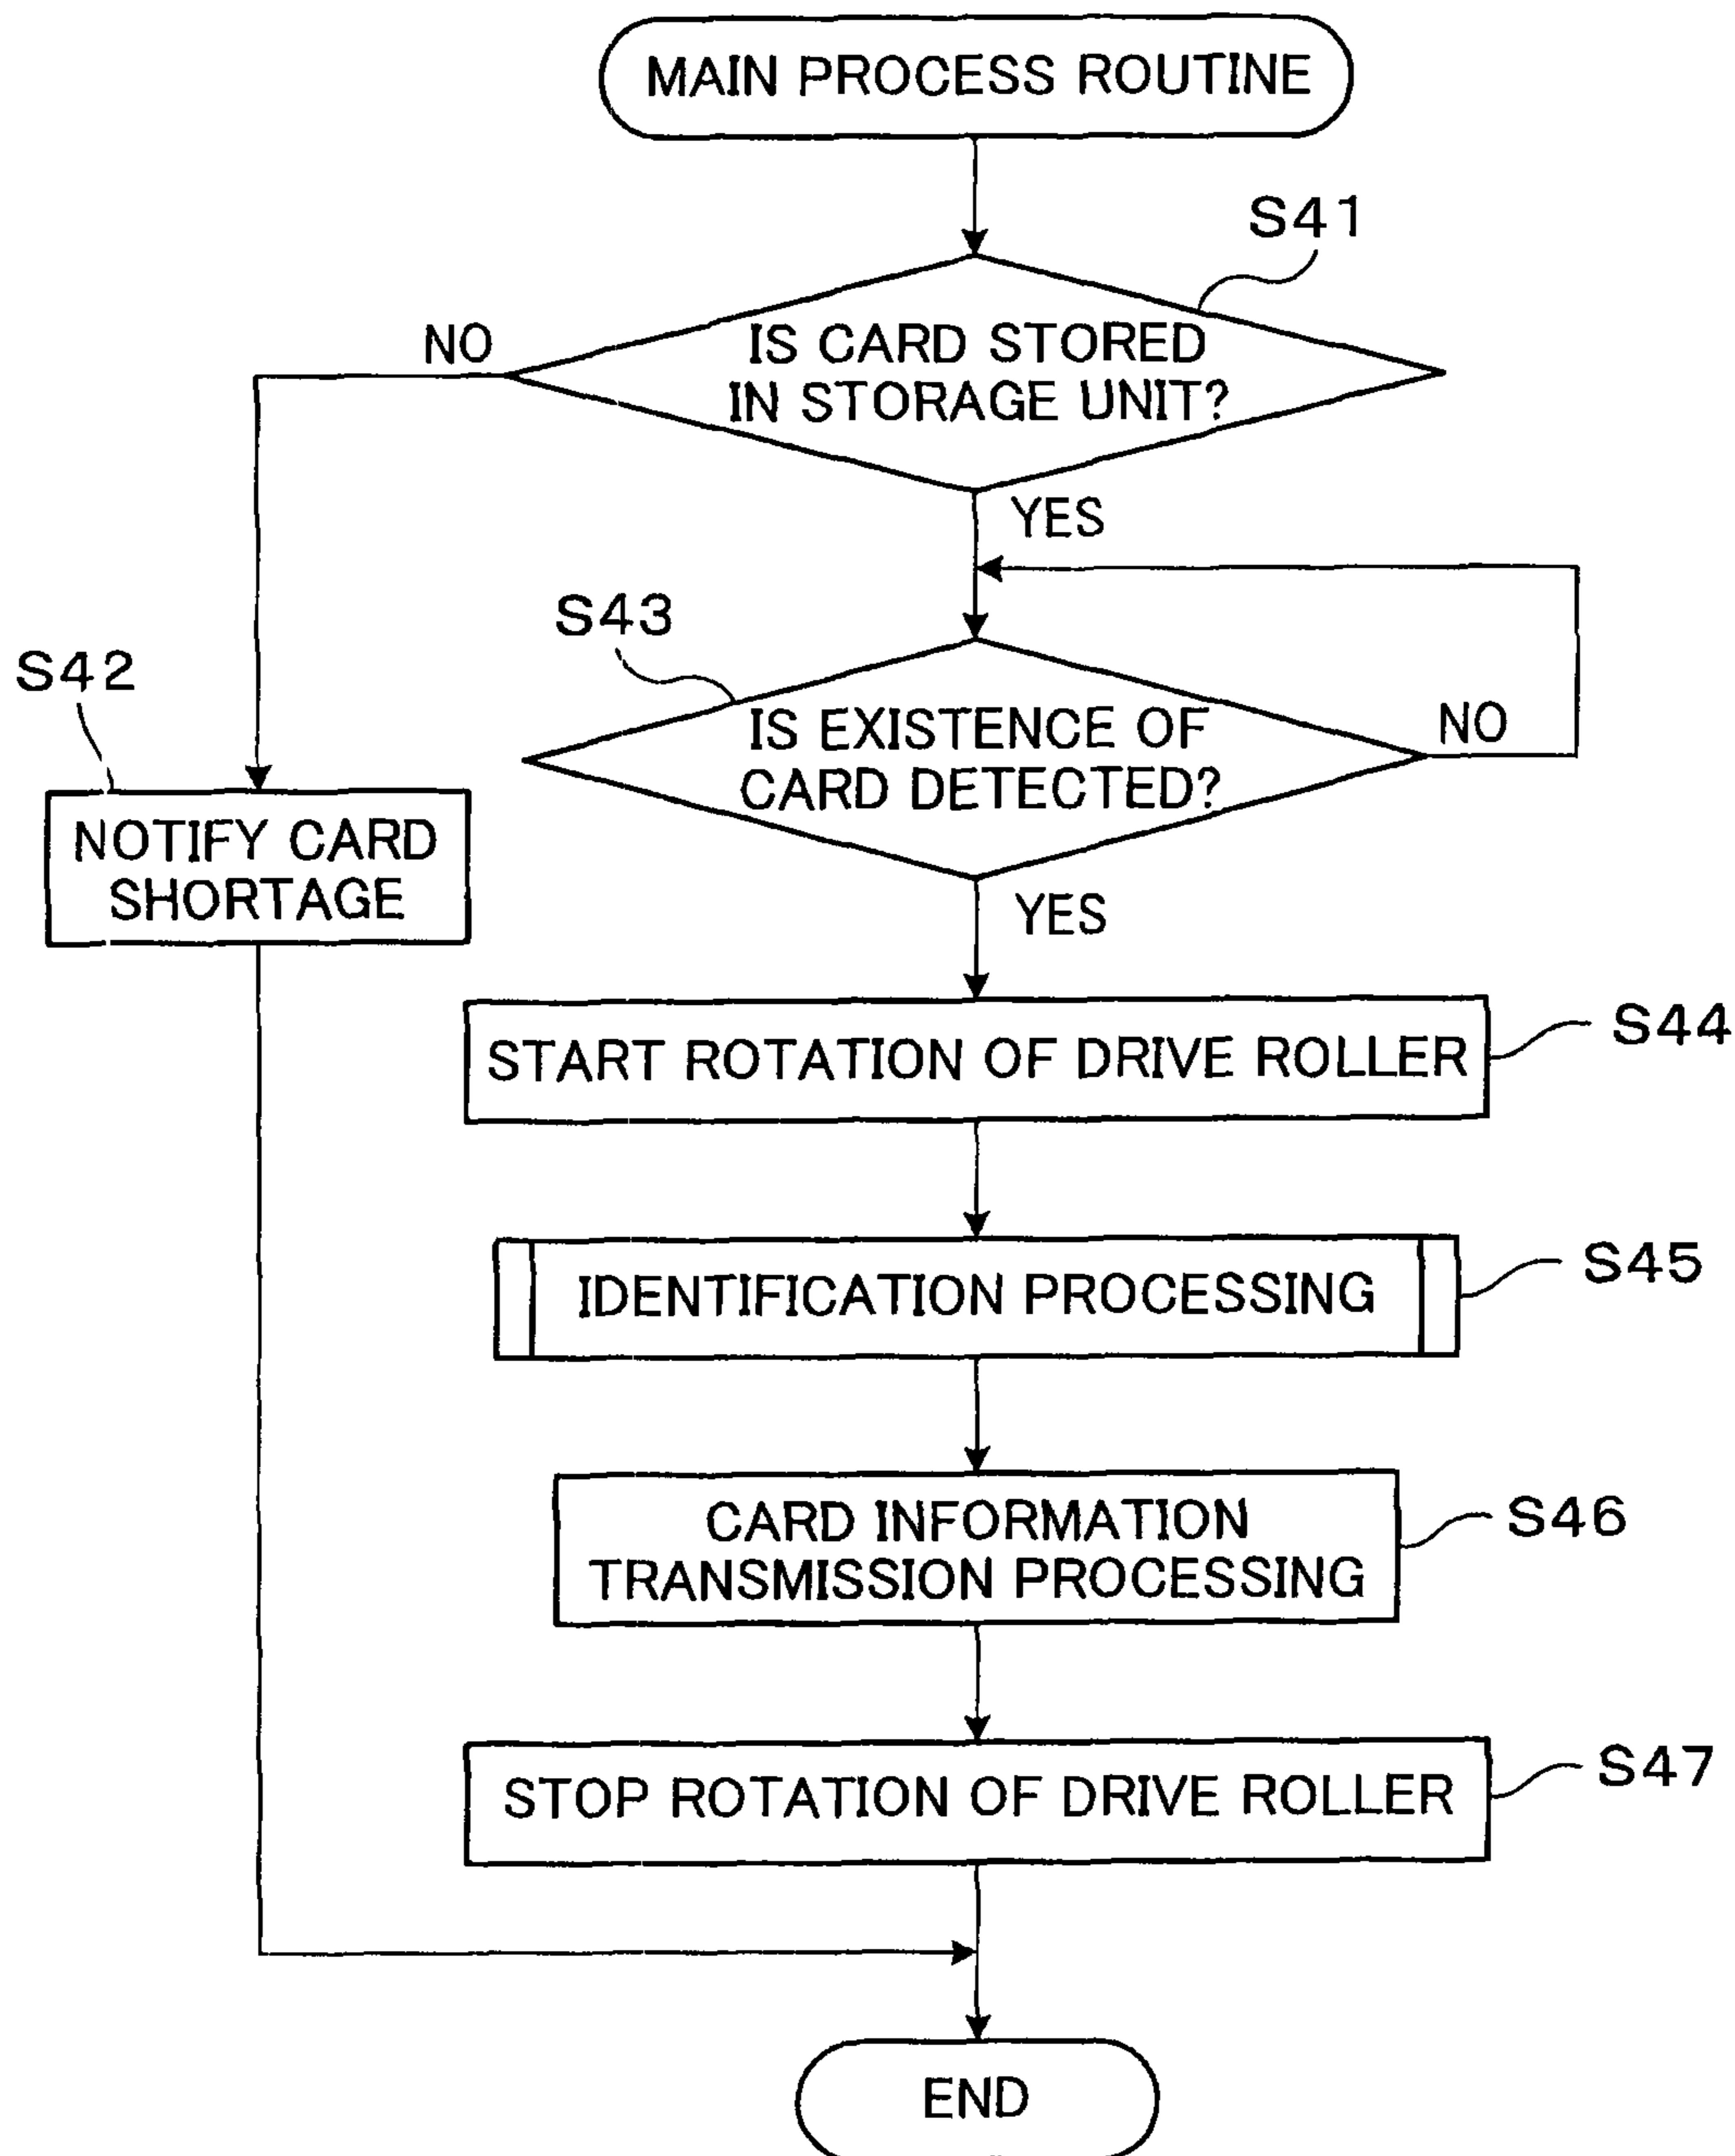 MAIN PROCESS ROUTINE
S41
NO
IS CARD STORED
IN STORAGE UNIT?
YES
S43
S42
IS EXISTENCE OF
CARD DETECTED?
NO
NOTIFY CARD
SHORTAGE
YES
START ROTATION OF DRIVE ROLLER
S44
IDENTIFICATION PROCESSING
S45
CARD INFORMATION
TRANSMISSION PROCESSING
S46
STOP ROTATION OF DRIVE ROLLER
S47
END